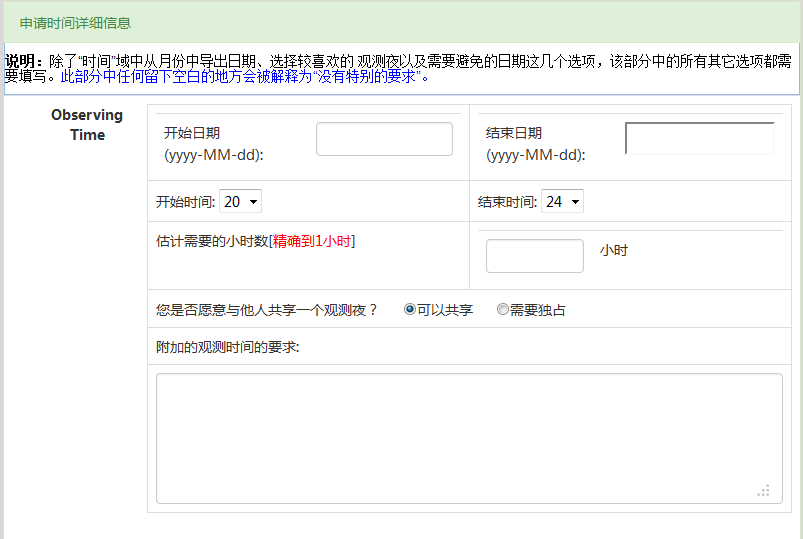 申请时间详细信息
说明：除了“时间”域中从月份中导出日期、选择较喜欢的 观测夜以及需要避免的日期这几个选项，该部分中的所有其它选项都需
要填写。此部分中任何留下空白的地方会被解释为“没有特别的要求”。
Observing
Time
开始日期
(yyyy-MM-dd):
结束日期
(yyyy-MM-dd):
开始时间: 20
结束时间: 24
估计需要的小时数[精确到1小时]
小时
您是否愿意与他人共享一个观测夜？ 可以共享 需要独占
附加的观测时间的要求: